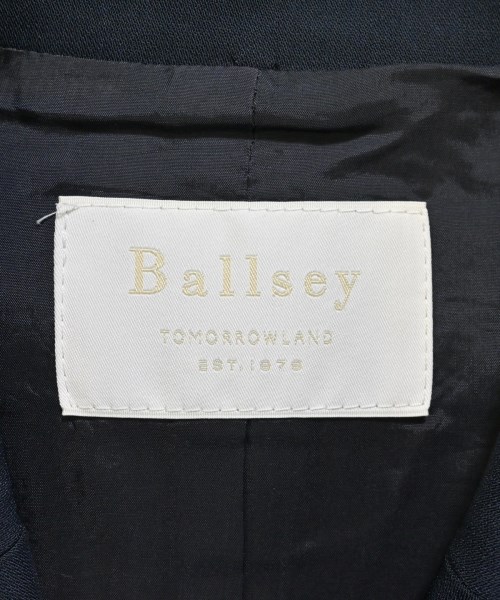 Ballsey
TOMORROWLAND
EST. 1978